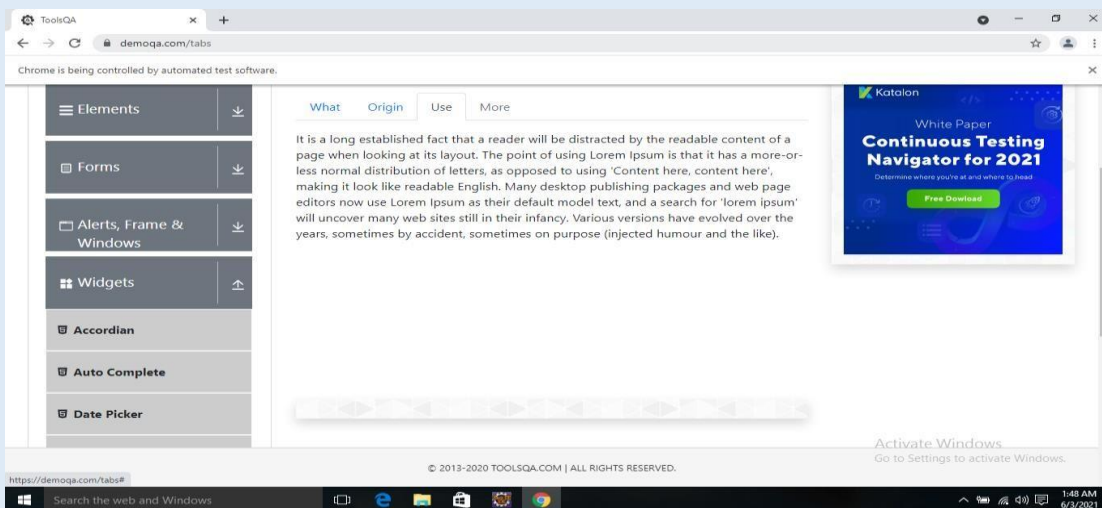 ToolsQA
demoqa.com/tabs
Chrome is being controlled by automated test software.
Elements
Forms
Alerts, Frame &
Windows
Widgets
Accordian
Auto Complete
Date Picker
What Origin Use More
It is a long established fact that a reader will be distracted by the readable content of a
page when looking at its layout. The point of using Lorem Ipsum is that it has a more-or-
less normal distribution of letters, as opposed to using 'Content here, content here',
making it look like readable English. Many desktop publishing packages and web page
editors now use Lorem Ipsum as their default model text, and a search for 'lorem ipsum'
will uncover many web sites still in their infancy. Various versions have evolved over the
years, sometimes by accident, sometimes on purpose (injected humour and the like).
Katalon
White Paper
Continuous Testing
Navigator for 2021
Determine where you're at and where to head
Free Dowload
Activate Windows
Go to Settings to activate Windows.
© 2013-2020 TOOLSQA.COM | ALL RIGHTS RESERVED.
https://demoqa.com/tabs#
Search the web and Windows
1:48 AM
6/3/2021